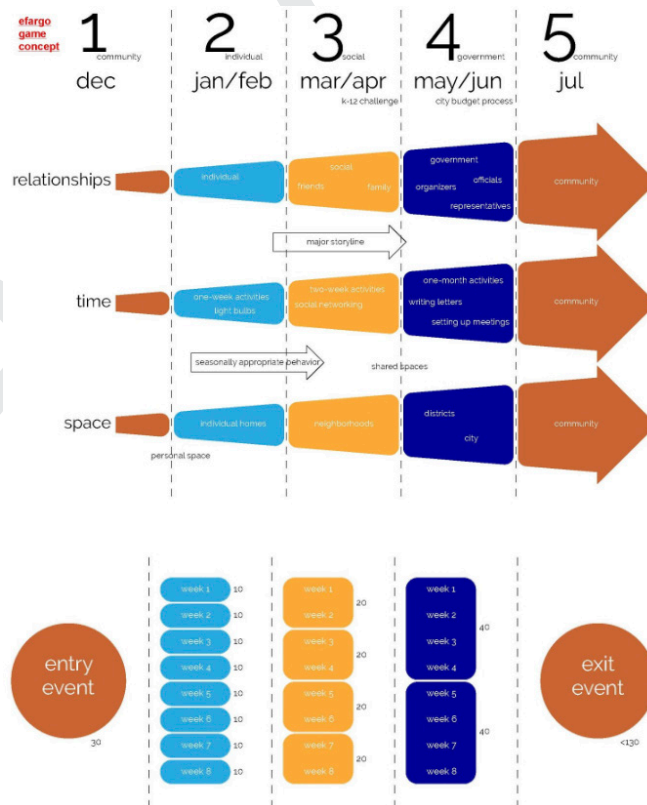 efargo
game
concept
1
community
dec
2
individual
jan/feb
3
social
mar/apr
k-12 challenge
4
government
may/jun
city budget process
5
community
jul
relationships
individual
social
friends
family
government
officials
organizers
representatives
community
major storyline
time
one-week activities
light bulbs
two-week activities
social networking
one-month activities
writing letters
setting up meetings
community
seasonally appropriate behavior
shared spaces
space
individual homes
neighborhoods
districts
city
community
personal space
entry
event
30
week 1 10
week 2 10
week 3 10
week 4 10
week 5 10
week 6 10
week 7 10
week 8 10
week 1
20
week 2
week 3
20
week 4
week 5
20
week 6
week 7
20
week 8
week 1
week 2
40
week 3
week 4
week 5
week 6
40
week 7
week 8
exit
event
<130